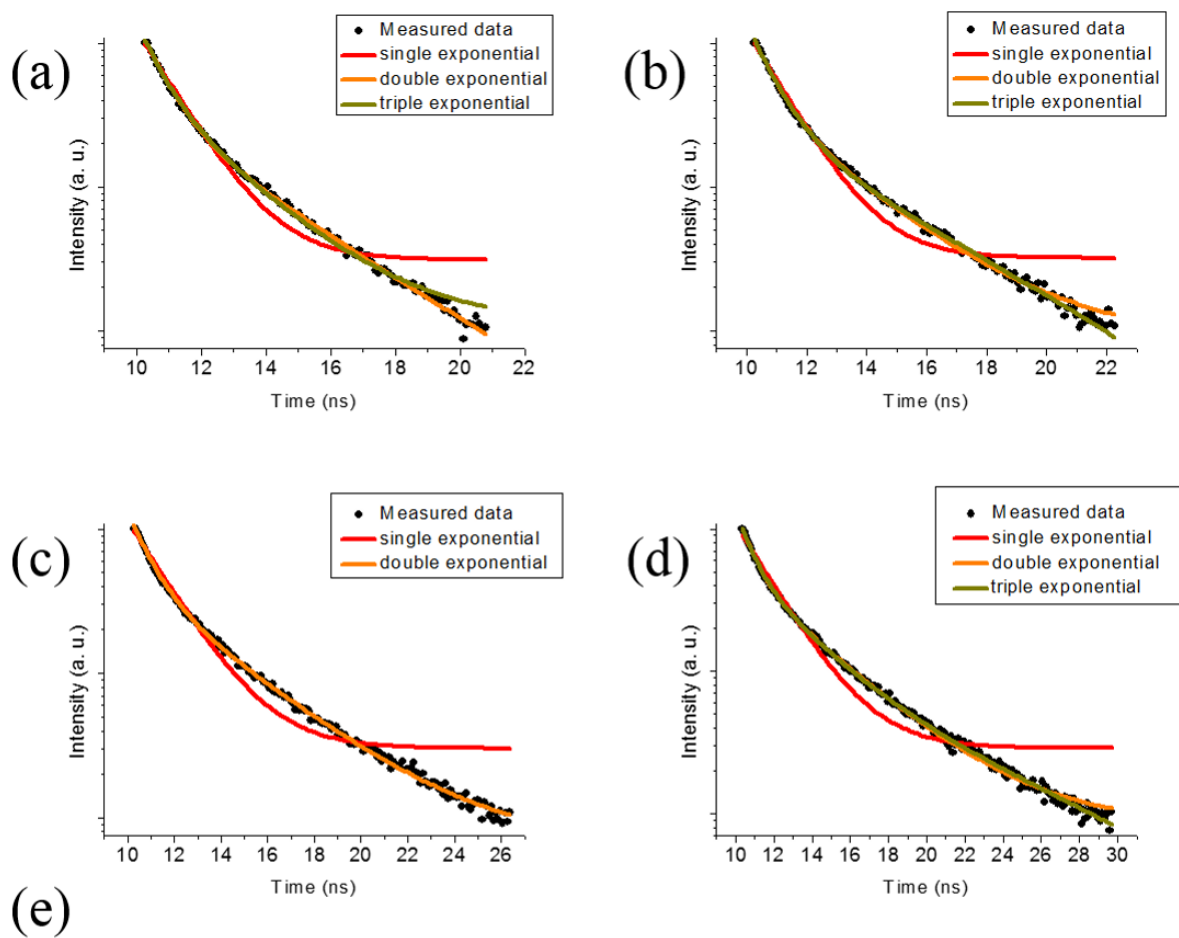 (a)
Measured data
single exponential
double exponential
triple exponential
Intensity (a. u.)
10 12 14 16 18 20 22
Time (ns)
(b)
Measured data
single exponential
double exponential
triple exponential
Intensity (a. u.)
10 12 14 16 18 20 22
Time (ns)
(c)
Measured data
single exponential
double exponential
Intensity (a. u.)
10 12 14 16 18 20 22 24 26
Time (ns)
(d)
Measured data
single exponential
double exponential
triple exponential
Intensity (a. u.)
10 12 14 16 18 20 22 24 26 28 30
Time (ns)
(e)